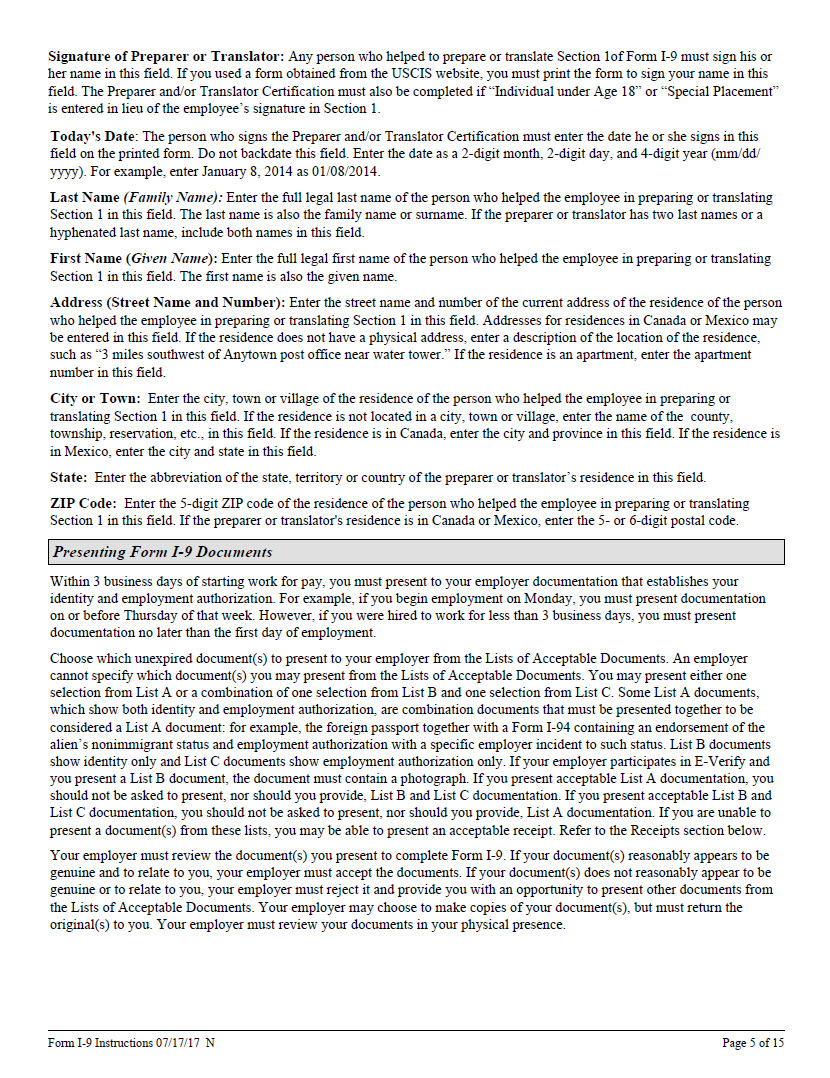 Signature of Preparer or Translator: Any person who helped to prepare or translate Section 1of Form I-9 must sign his or
her name in this field. If you used a form obtained from the USCIS website, you must print the form to sign your name in this
field. The Preparer and/or Translator Certification must also be completed if “Individual under Age 18” or “Special Placement”
is entered in lieu of the employee’s signature in Section 1.
Today's Date: The person who signs the Preparer and/or Translator Certification must enter the date he or she signs in this
field on the printed form. Do not backdate this field. Enter the date as a 2-digit month, 2-digit day, and 4-digit year (mm/dd/
yyyy). For example, enter January 8, 2014 as 01/08/2014.
Last Name (Family Name): Enter the full legal last name of the person who helped the employee in preparing or translating
Section 1 in this field. The last name is also the family name or surname. If the preparer or translator has two last names or a
hyphenated last name, include both names in this field.
First Name (Given Name): Enter the full legal first name of the person who helped the employee in preparing or translating
Section 1 in this field. The first name is also the given name.
Address (Street Name and Number): Enter the street name and number of the current address of the residence of the person
who helped the employee in preparing or translating Section 1 in this field. Addresses for residences in Canada or Mexico may
be entered in this field. If the residence does not have a physical address, enter a description of the location of the residence,
such as “3 miles southwest of Anytown post office near water tower.” If the residence is an apartment, enter the apartment
number in this field.
City or Town: Enter the city, town or village of the residence of the person who helped the employee in preparing or
translating Section 1 in this field. If the residence is not located in a city, town or village, enter the name of the county,
township, reservation, etc., in this field. If the residence is in Canada, enter the city and province in this field. If the residence is
in Mexico, enter the city and state in this field.
State: Enter the abbreviation of the state, territory or country of the preparer or translator’s residence in this field.
ZIP Code: Enter the 5-digit ZIP code of the residence of the person who helped the employee in preparing or translating
Section 1 in this field. If the preparer or translator's residence is in Canada or Mexico, enter the 5- or 6-digit postal code.
Presenting Form I-9 Documents
Within 3 business days of starting work for pay, you must present to your employer documentation that establishes your
identity and employment authorization. For example, if you begin employment on Monday, you must present documentation
on or before Thursday of that week. However, if you were hired to work for less than 3 business days, you must present
documentation no later than the first day of employment.
Choose which unexpired document(s) to present to your employer from the Lists of Acceptable Documents. An employer
cannot specify which document(s) you may present from the Lists of Acceptable Documents. You may present either one
selection from List A or a combination of one selection from List B and one selection from List C. Some List A documents,
which show both identity and employment authorization, are combination documents that must be presented together to be
considered a List A document: for example, the foreign passport together with a Form I-94 containing an endorsement of the
alien’s nonimmigrant status and employment authorization with a specific employer incident to such status. List B documents
show identity only and List C documents show employment authorization only. If your employer participates in E-Verify and
you present a List B document, the document must contain a photograph. If you present acceptable List A documentation, you
should not be asked to present, nor should you provide, List B and List C documentation. If you present acceptable List B and
List C documentation, you should not be asked to present, nor should you provide, List A documentation. If you are unable to
present a document(s) from these lists, you may be able to present an acceptable receipt. Refer to the Receipts section below.
Your employer must review the document(s) you present to complete Form I-9. If your document(s) reasonably appears to be
genuine and to relate to you, your employer must accept the documents. If your document(s) does not reasonably appear to be
genuine or to relate to you, your employer must reject it and provide you with an opportunity to present other documents from
the Lists of Acceptable Documents. Your employer may choose to make copies of your document(s), but must return the
original(s) to you. Your employer must review your documents in your physical presence.
Form I-9 Instructions 07/17/17 N
Page 5 of 15